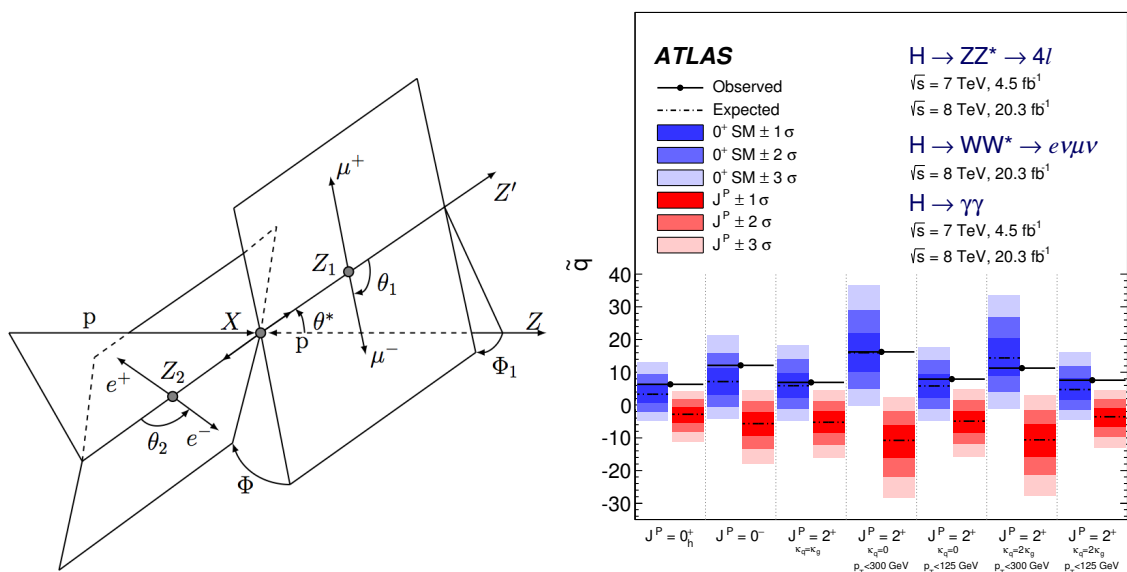 μ⁺
Z′
Z₁
θ₁
p
X
θ*
p
Z
μ⁻
Φ₁
Z₂
e⁺
θ₂
e⁻
Φ
ATLAS
Observed
Expected
0⁺ SM ± 1 σ
0⁺ SM ± 2 σ
0⁺ SM ± 3 σ
Jᴾ ± 1 σ
Jᴾ ± 2 σ
Jᴾ ± 3 σ
H → ZZ* → 4l
√s = 7 TeV, 4.5 fb⁻¹
√s = 8 TeV, 20.3 fb⁻¹
H → WW* → eνμν
√s = 8 TeV, 20.3 fb⁻¹
H → γγ
√s = 7 TeV, 4.5 fb⁻¹
√s = 8 TeV, 20.3 fb⁻¹
q̃
40
30
20
10
0
-10
-20
-30
Jᴾ = 0⁺ₕ
Jᴾ = 0⁻
Jᴾ = 2⁺
κq=κg
Jᴾ = 2⁺
κq=0
pT<300 GeV
Jᴾ = 2⁺
κq=0
pT<125 GeV
Jᴾ = 2⁺
κq=2κg
pT<300 GeV
Jᴾ = 2⁺
κq=2κg
pT<125 GeV